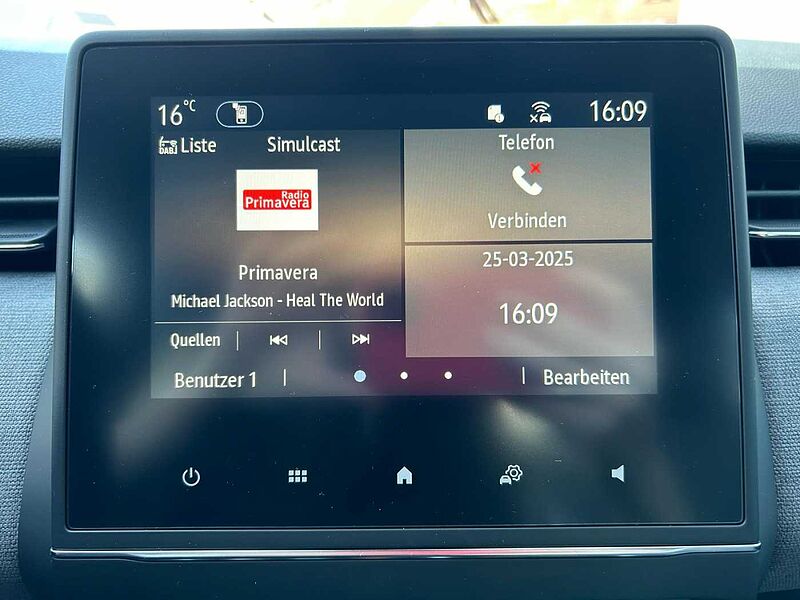 16°C
16:09
DAB Liste
Simulcast
Radio
Primavera
Primavera
Michael Jackson - Heal The World
Quellen
Benutzer 1
Telefon
Verbinden
25-03-2025
16:09
Bearbeiten